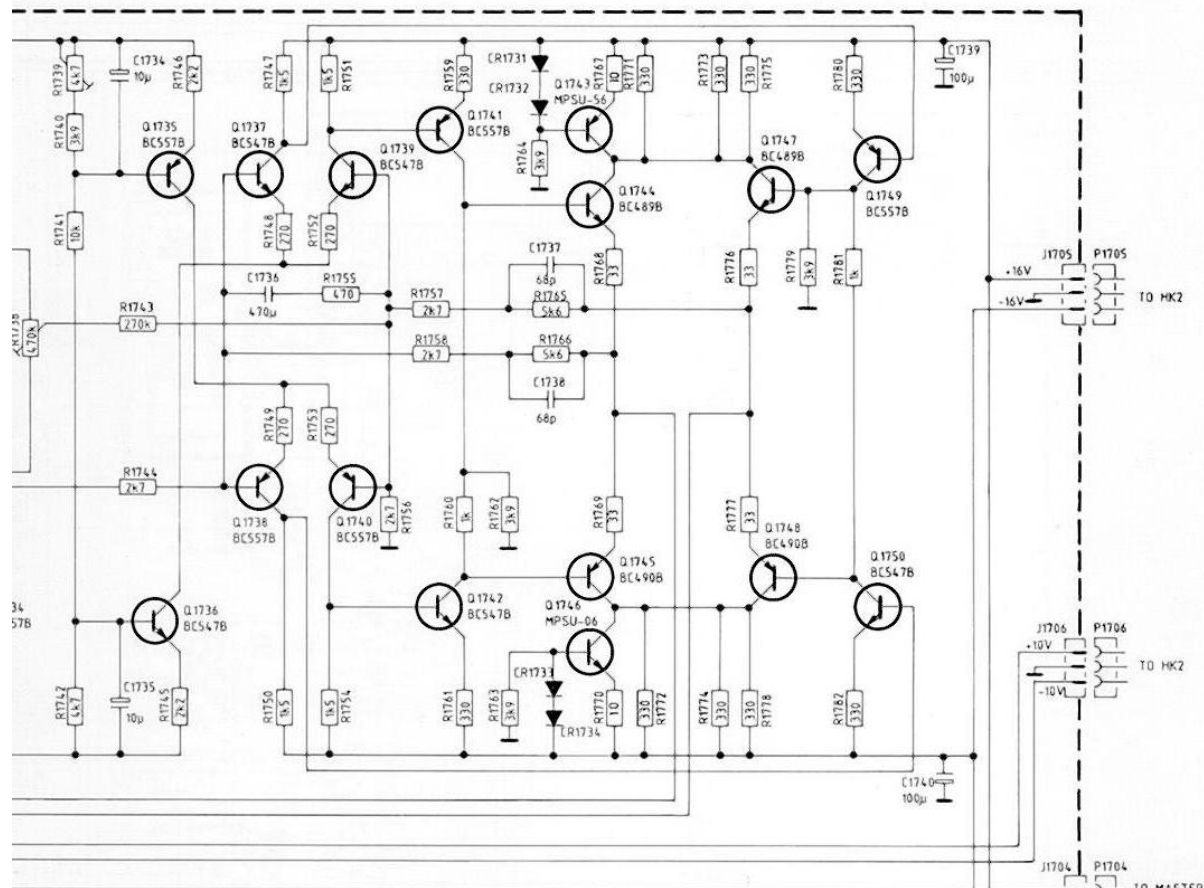 R1739
4k7
C1734
10μ
R1746
2k2
R1747
1k5
R1751
1k5
R1759
330
CR1731
CR1732
Q1743
MPSU-56
R1767
10
R1771
330
R1773
330
R1775
330
R1780
330
C1739
100μ
R1740
3k9
Q1735
BC557B
Q1737
BC547B
Q1739
BC547B
Q1741
BC557B
R1764
3k9
Q1744
BC489B
Q1747
BC489B
Q1749
BC557B
R1741
10k
R1748
270
R1752
270
R1768
33
R1776
33
R1779
3k9
R1781
1k
C1736
470μ
R1755
470
R1757
2k7
C1737
68p
R1765
5k6
J1705
P1705
+16V
-16V
TO HK2
R1743
270k
470k
R1758
2k7
R1766
5k6
C1738
68p
R1749
270
R1753
270
R1744
2k7
Q1738
BC557B
Q1740
BC557B
R1756
2k7
R1760
1k
R1762
3k9
R1769
33
R1777
33
Q1748
BC490B
Q1745
BC490B
Q1750
BC547B
34
57B
Q1736
BC547B
Q1742
BC547B
Q1746
MPSU-06
J1706
P1706
+10V
-10V
TO HK2
R1742
4k7
C1735
10μ
R1745
2k2
R1750
1k5
R1754
1k5
R1761
330
R1763
3k9
CR1733
CR1734
R1770
10
R1772
330
R1774
330
R1778
330
R1782
330
C1740
100μ
J1704
P1704
TO MASTER